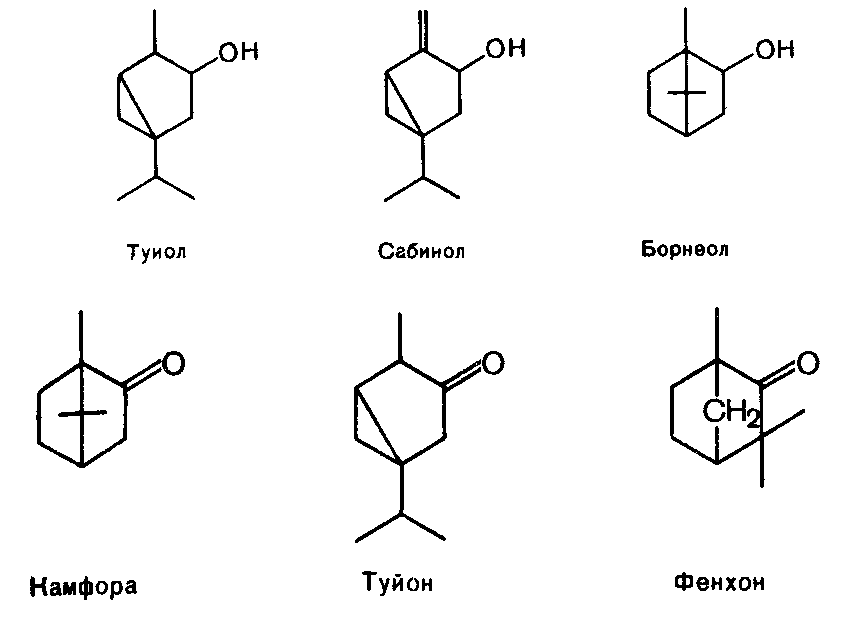 OH OH OH
Туиол Сабинол Борнеол
O O O
CH₂
Камфора Туйон Фенхон